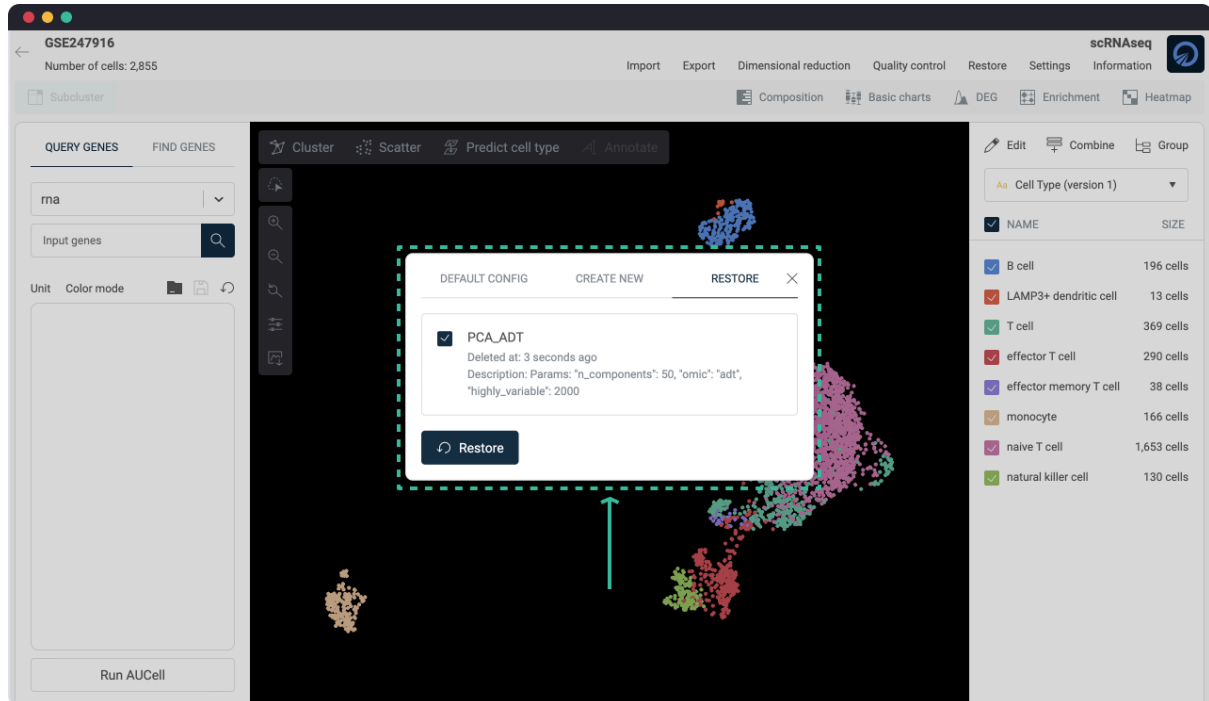 GSE247916
Number of cells: 2,855
scRNAseq
Import Export Dimensional reduction Quality control Restore Settings Information
Subcluster
Composition Basic charts DEG Enrichment Heatmap
QUERY GENES FIND GENES
rna
Input genes
Unit Color mode
Run AUCell
Cluster Scatter Predict cell type Annotate
DEFAULT CONFIG CREATE NEW RESTORE
PCA_ADT
Deleted at: 3 seconds ago
Description: Params: "n_components": 50, "omic": "adt",
"highly_variable": 2000
Restore
Edit Combine Group
Aa Cell Type (version 1)
NAME SIZE
B cell 196 cells
LAMP3+ dendritic cell 13 cells
T cell 369 cells
effector T cell 290 cells
effector memory T cell 38 cells
monocyte 166 cells
naive T cell 1,653 cells
natural killer cell 130 cells